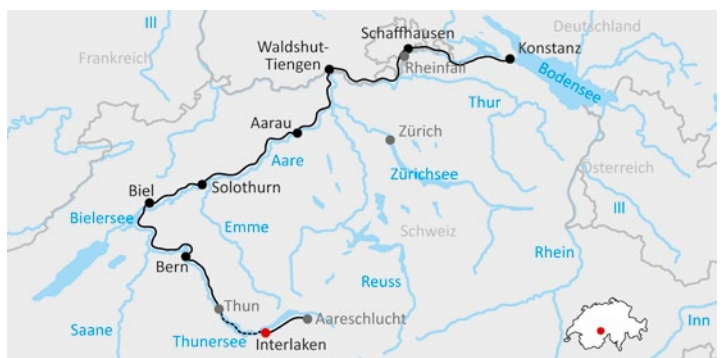 Ill
Deutschland
Schaffhausen
Waldshut-
Tiengen
Konstanz
Frankreich
Rheinfall
Bodensee
Thur
Aarau
Zürich
Aare
Zürichsee
Österreich
Biel
Solothurn
Bielersee
Emme
Schweiz
Ill
Rhein
Bern
Reuss
Thun
Aareschlucht
Inn
Saane
Thunersee
Interlaken